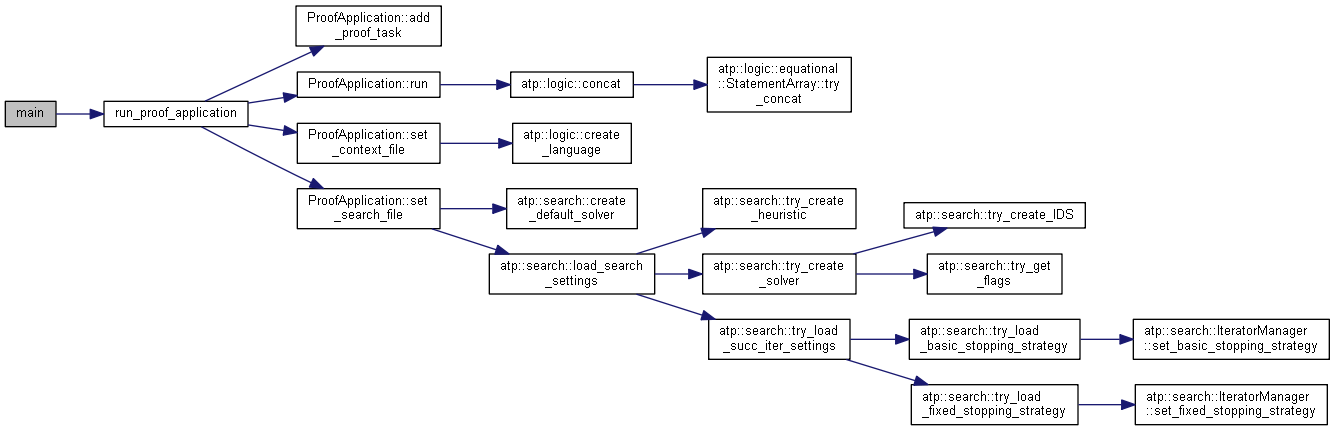 main
run_proof_application
ProofApplication::add
_proof_task
ProofApplication::run
atp::logic::concat
atp::logic::equational
::StatementArray::try
_concat
ProofApplication::set
_context_file
atp::logic::create
_language
ProofApplication::set
_search_file
atp::search::create
_default_solver
atp::search::load_search
_settings
atp::search::try_create
_heuristic
atp::search::try_create
_solver
atp::search::try_create_IDS
atp::search::try_get
_flags
atp::search::try_load
_succ_iter_settings
atp::search::try_load
_basic_stopping_strategy
atp::search::IteratorManager
::set_basic_stopping_strategy
atp::search::try_load
_fixed_stopping_strategy
atp::search::IteratorManager
::set_fixed_stopping_strategy